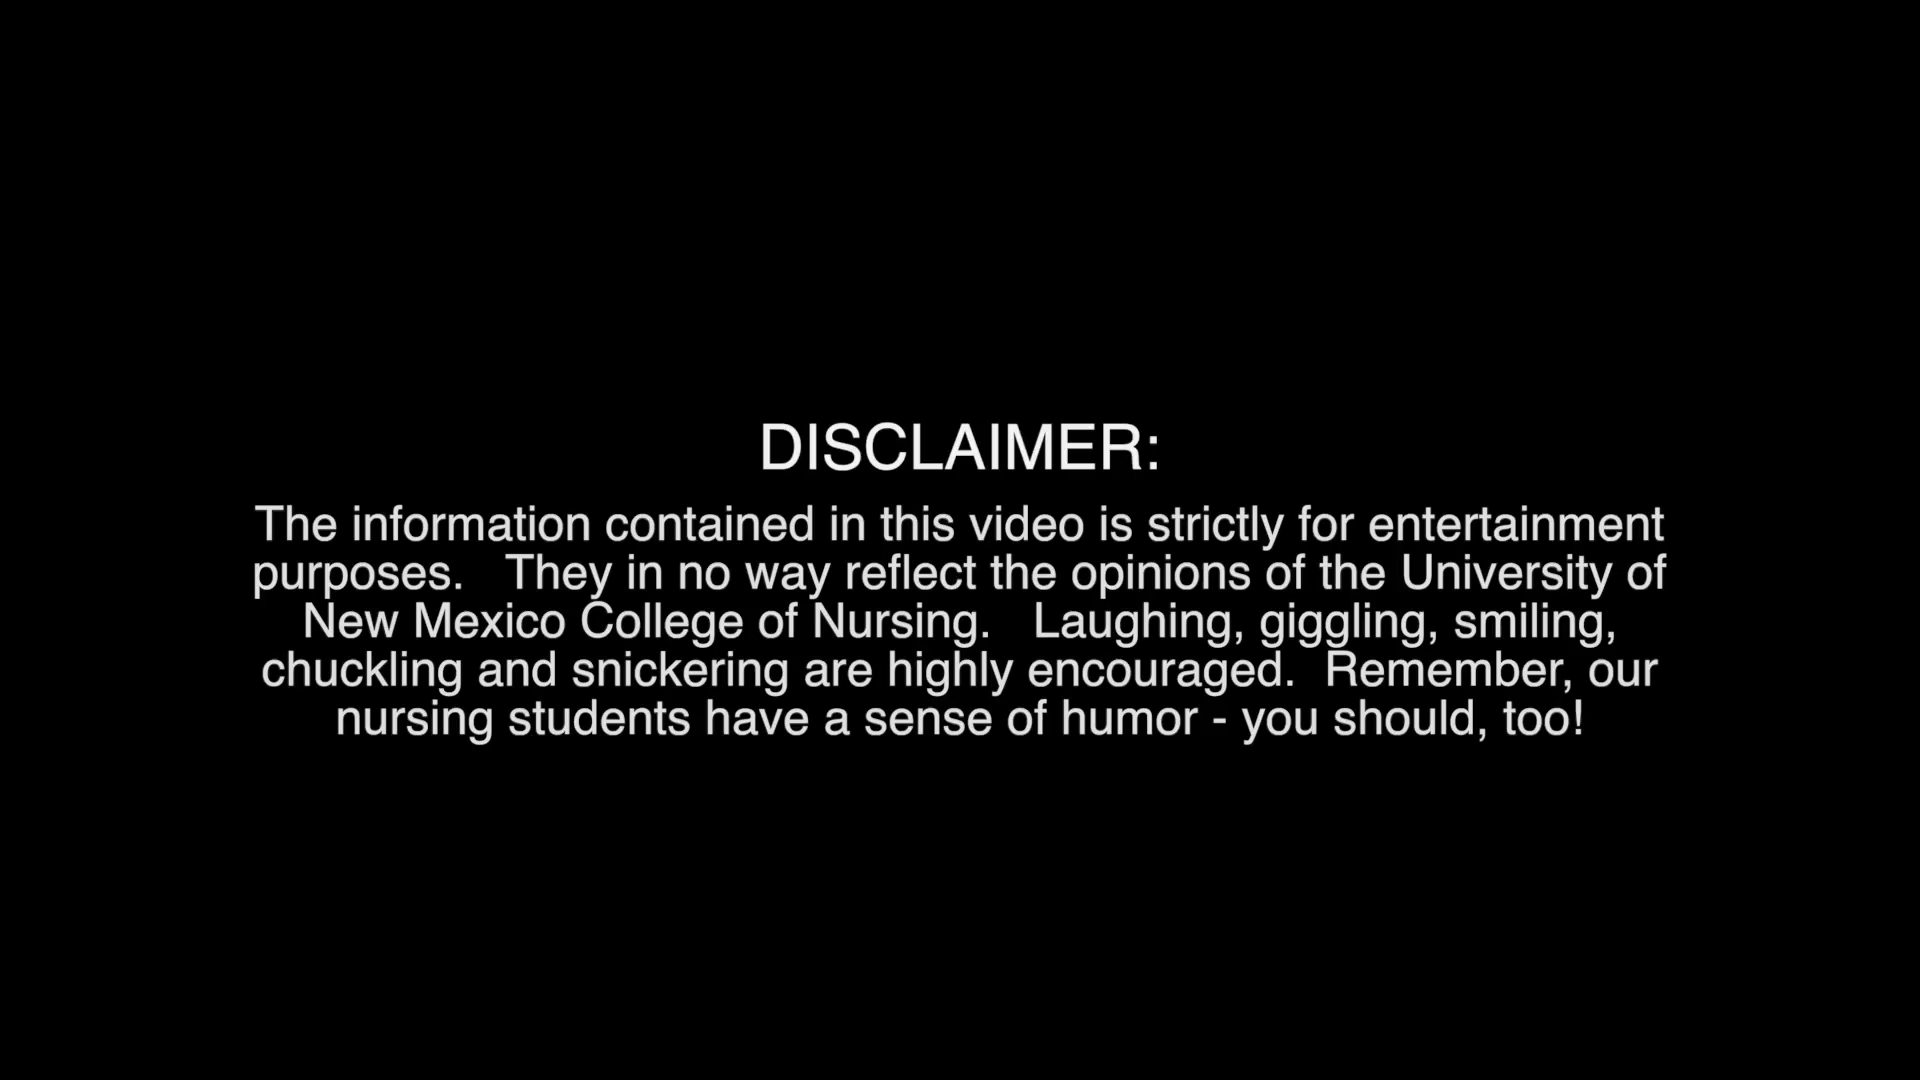 DISCLAIMER:
The information contained in this video is strictly for entertainment
purposes.   They in no way reflect the opinions of the University of
New Mexico College of Nursing.   Laughing, giggling, smiling,
chuckling and snickering are highly encouraged.  Remember, our
nursing students have a sense of humor - you should, too!